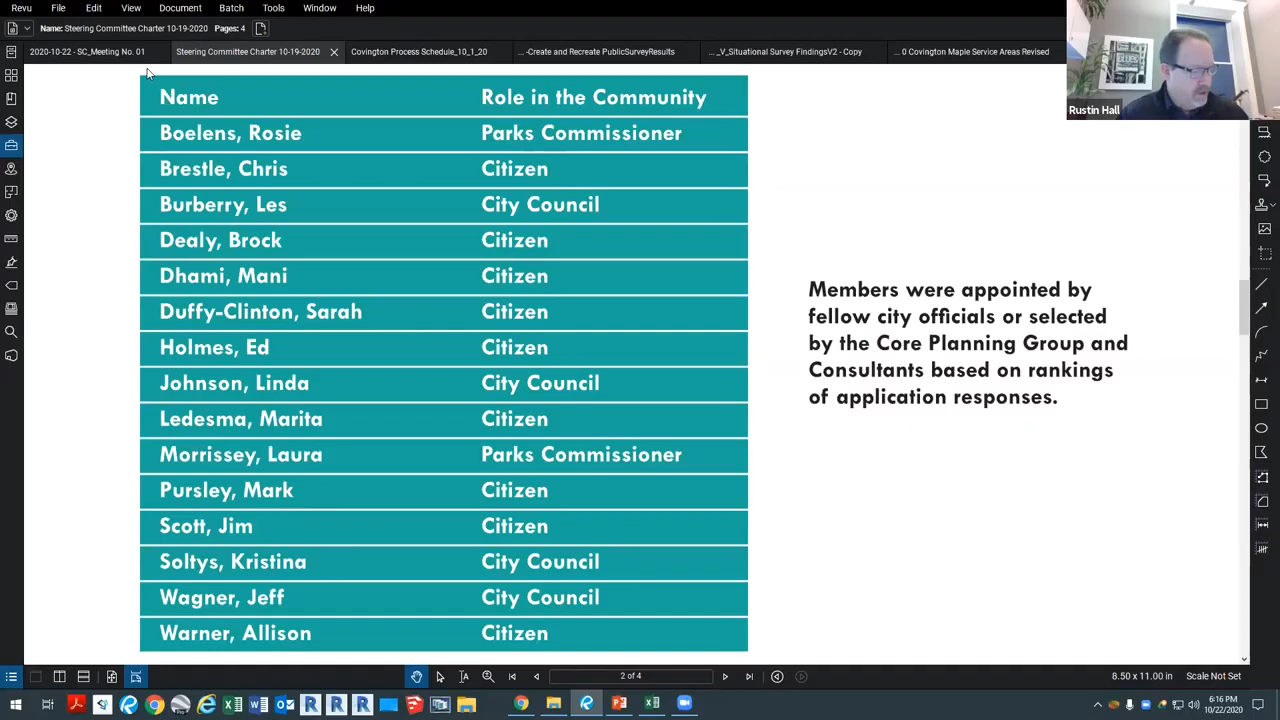 Revu File Edit View Document Batch Tools Window Help
Name: Steering Committee Charter 10-19-2020 Pages: 4
2020-10-22 - SC_Meeting No. 01 Steering Committee Charter 10-19-2020 Covington Process Schedule_10_1_20 ...-Create and Recreate PublicSurveyResults ..._V_Situational Survey FindingsV2 - Copy ... 0 Covington Maple Service Areas Revised
Rustin Hall
Name Role in the Community
Boelens, Rosie Parks Commissioner
Brestle, Chris Citizen
Burberry, Les City Council
Dealy, Brock Citizen
Dhami, Mani Citizen
Duffy-Clinton, Sarah Citizen
Holmes, Ed Citizen
Johnson, Linda City Council
Ledesma, Marita Citizen
Morrissey, Laura Parks Commissioner
Pursley, Mark Citizen
Scott, Jim Citizen
Soltys, Kristina City Council
Wagner, Jeff City Council
Warner, Allison Citizen
Members were appointed by
fellow city officials or selected
by the Core Planning Group and
Consultants based on rankings
of application responses.
2 of 4
8.50 x 11.00 in Scale Not Set
6:16 PM
10/22/2020